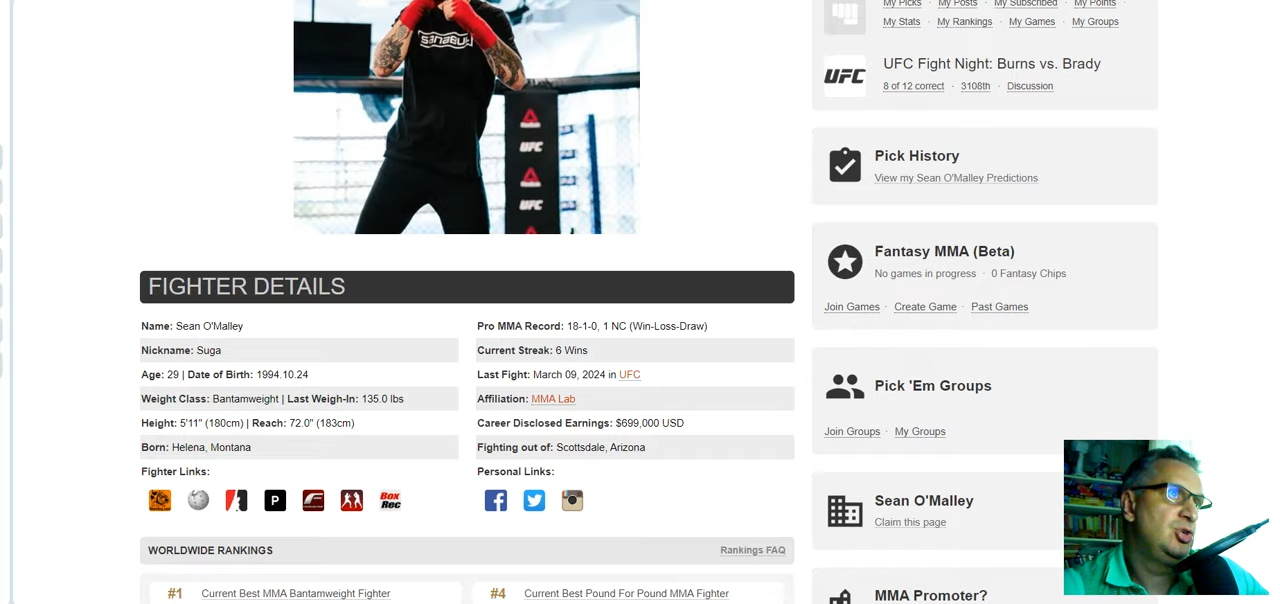 My Picks · My Posts · My Subscribed · My Points ·
My Stats · My Rankings · My Games · My Groups
SANABUL
UFC
UFC Fight Night: Burns vs. Brady
8 of 12 correct · 3108th · Discussion
Reebok
UFC
UFC
Pick History
View my Sean O'Malley Predictions
Fantasy MMA (Beta)
No games in progress · 0 Fantasy Chips
Join Games · Create Game · Past Games
FIGHTER DETAILS
Name: Sean O'Malley
Pro MMA Record: 18-1-0, 1 NC (Win-Loss-Draw)
Nickname: Suga
Current Streak: 6 Wins
Age: 29 | Date of Birth: 1994.10.24
Last Fight: March 09, 2024 in UFC
Weight Class: Bantamweight | Last Weigh-In: 135.0 lbs
Affiliation: MMA Lab
Height: 5'11" (180cm) | Reach: 72.0" (183cm)
Career Disclosed Earnings: $699,000 USD
Born: Helena, Montana
Fighting out of: Scottsdale, Arizona
Fighter Links:
Personal Links:
P
Box
Rec
Pick 'Em Groups
Join Groups · My Groups
Sean O'Malley
Claim this page
WORLDWIDE RANKINGS
Rankings FAQ
#1 Current Best MMA Bantamweight Fighter
#4 Current Best Pound For Pound MMA Fighter
MMA Promoter?